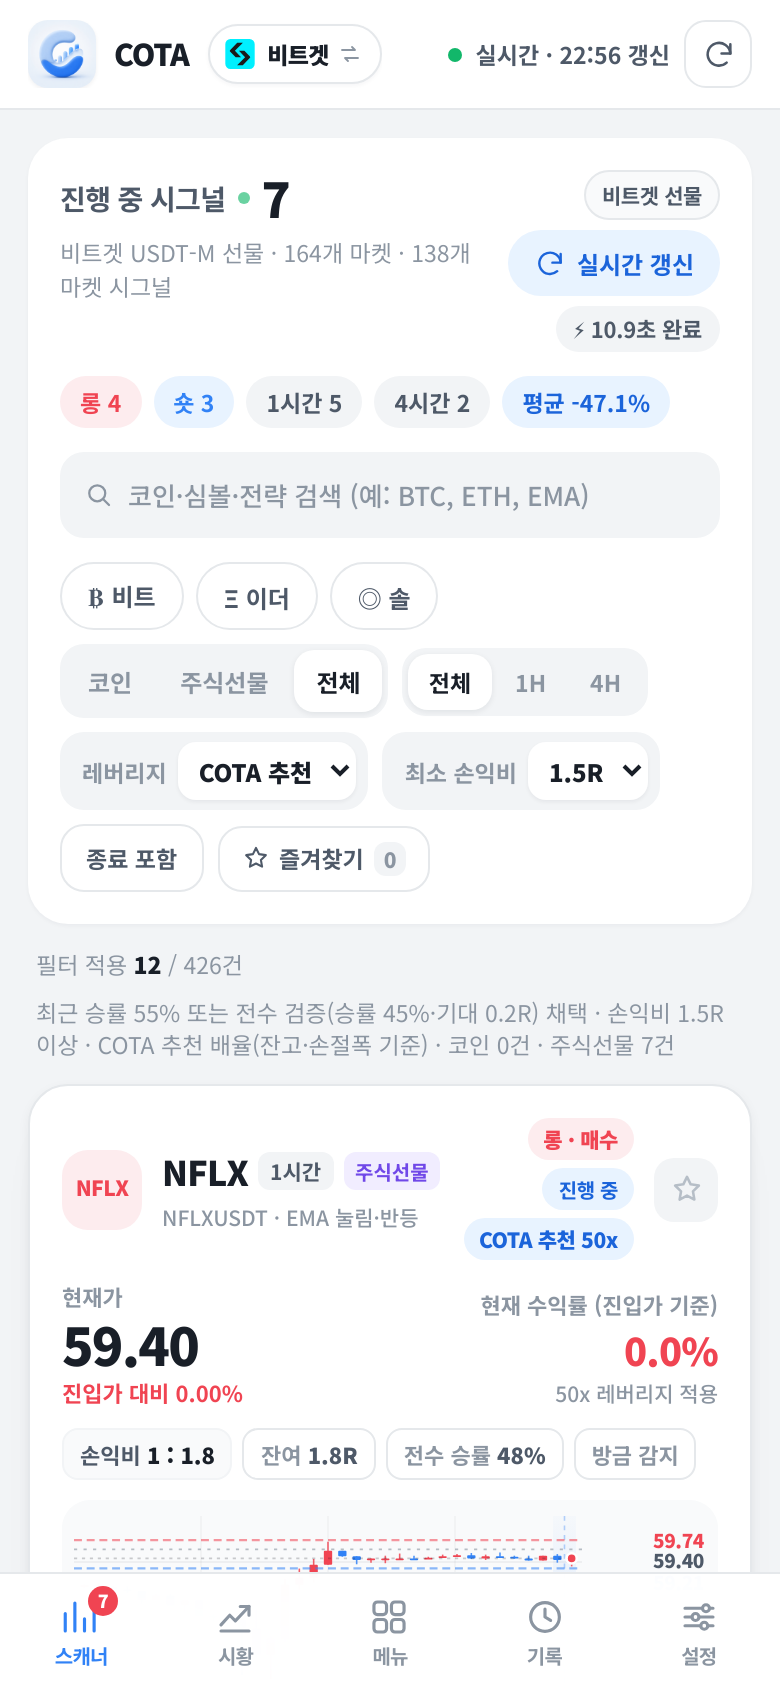 COTA 비트겟 실시간 · 22:56 갱신
진행 중 시그널 7
비트겟 선물
비트겟 USDT-M 선물 · 164개 마켓 · 138개
마켓 시그널
실시간 갱신
⚡ 10.9초 완료
롱 4 숏 3 1시간 5 4시간 2 평균 -47.1%
코인·심볼·전략 검색 (예: BTC, ETH, EMA)
₿ 비트 Ξ 이더 ◎ 솔
코인 주식선물 전체 전체 1H 4H
레버리지 COTA 추천 최소 손익비 1.5R
종료 포함 즐겨찾기 0
필터 적용 12 / 426건
최근 승률 55% 또는 전수 검증(승률 45%·기대 0.2R) 채택 · 손익비 1.5R
이상 · COTA 추천 배율(잔고·손절폭 기준) · 코인 0건 · 주식선물 7건
롱 · 매수
NFLX NFLX 1시간 주식선물
진행 중
NFLXUSDT · EMA 눌림·반등
COTA 추천 50x
현재가
현재 수익률 (진입가 기준)
59.40
0.0%
진입가 대비 0.00%
50x 레버리지 적용
손익비 1 : 1.8 잔여 1.8R 전수 승률 48% 방금 감지
59.74
59.40
7
스캐너 시황 메뉴 기록 설정